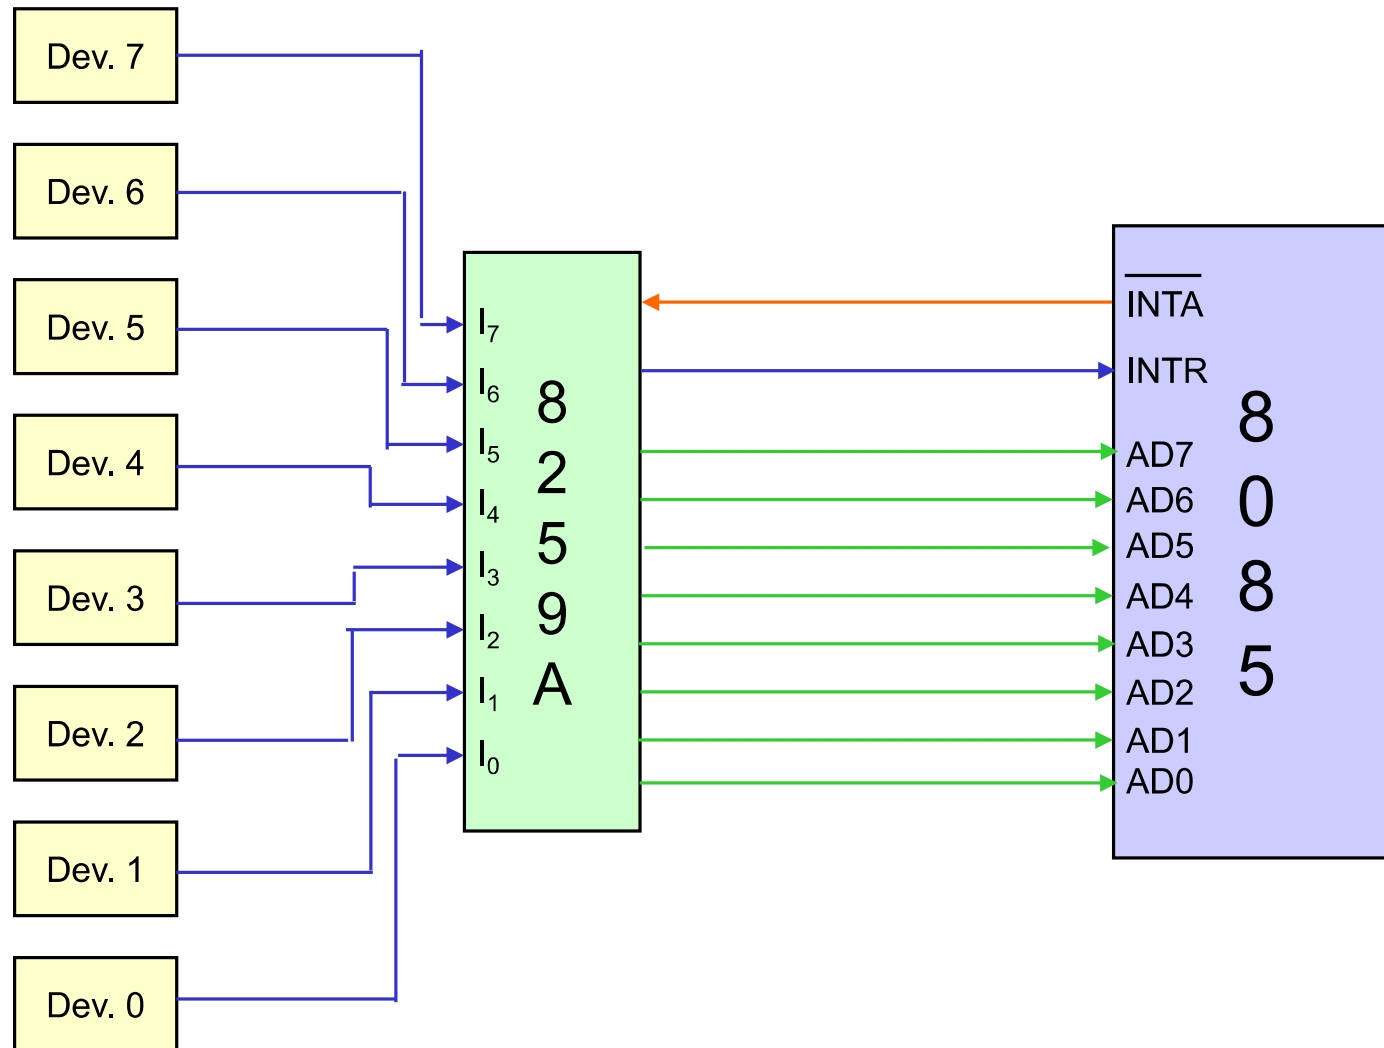 Dev. 7
Dev. 6
Dev. 5
Dev. 4
Dev. 3
Dev. 2
Dev. 1
Dev. 0
I7
I6
I5
I4
I3
I2
I1
I0
8
2
5
9
A
INTA
INTR
AD7
AD6
AD5
AD4
AD3
AD2
AD1
AD0
8
0
8
5